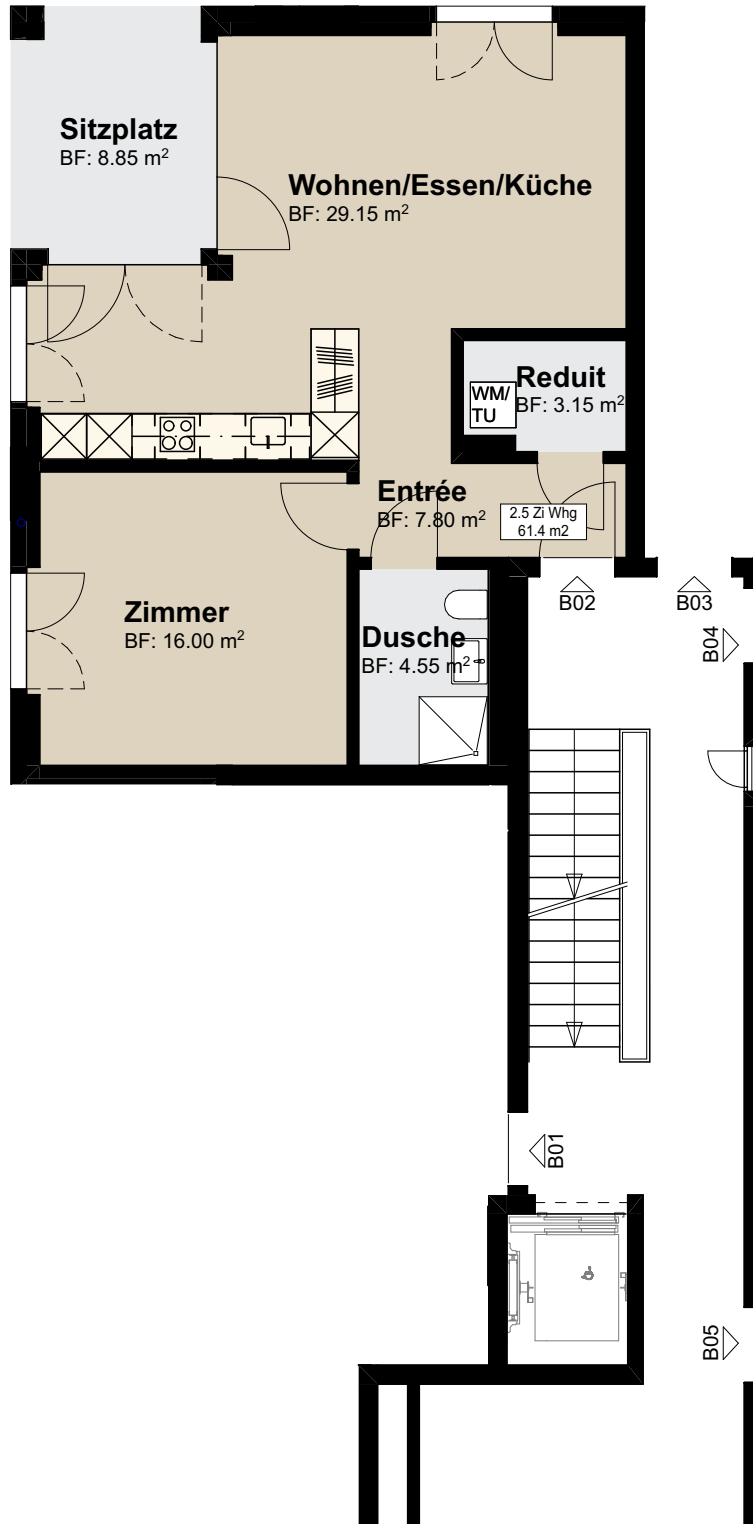 Sitzplatz
BF: 8.85 m²
Wohnen/Essen/Küche
BF: 29.15 m²
Reduit
BF: 3.15 m²
WM/
TU
Entrée
BF: 7.80 m²
2.5 Zi Whg
61.4 m2
Zimmer
BF: 16.00 m²
Dusche
BF: 4.55 m²
B02
B03
B04
B01
B05